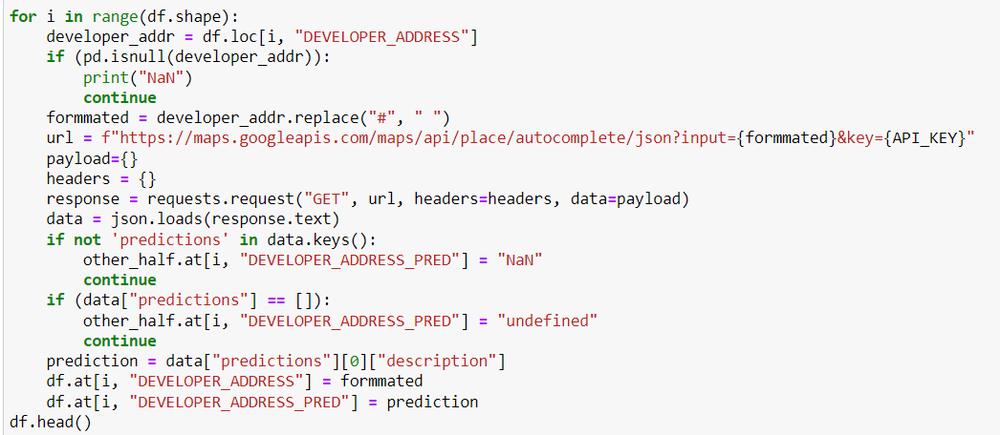 for i in range(df.shape):
    developer_addr = df.loc[i, "DEVELOPER_ADDRESS"]
    if (pd.isnull(developer_addr)):
        print("NaN")
        continue
    formmated = developer_addr.replace("#", " ")
    url = f"https://maps.googleapis.com/maps/api/place/autocomplete/json?input={formmated}&key={API_KEY}"
    payload={}
    headers = {}
    response = requests.request("GET", url, headers=headers, data=payload)
    data = json.loads(response.text)
    if not 'predictions' in data.keys():
        other_half.at[i, "DEVELOPER_ADDRESS_PRED"] = "NaN"
        continue
    if (data["predictions"] == []):
        other_half.at[i, "DEVELOPER_ADDRESS_PRED"] = "undefined"
        continue
    prediction = data["predictions"][0]["description"]
    df.at[i, "DEVELOPER_ADDRESS"] = formmated
    df.at[i, "DEVELOPER_ADDRESS_PRED"] = prediction
df.head()